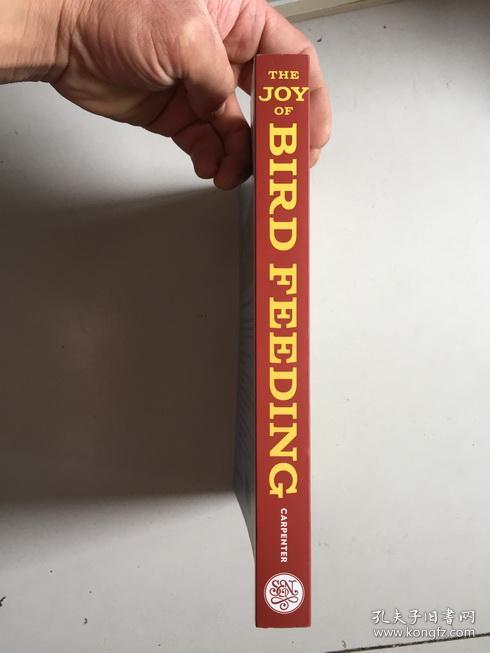 THE
JOY
OF
BIRD FEEDING
CARPENTER
孔夫子旧书网
www.kongfz.com